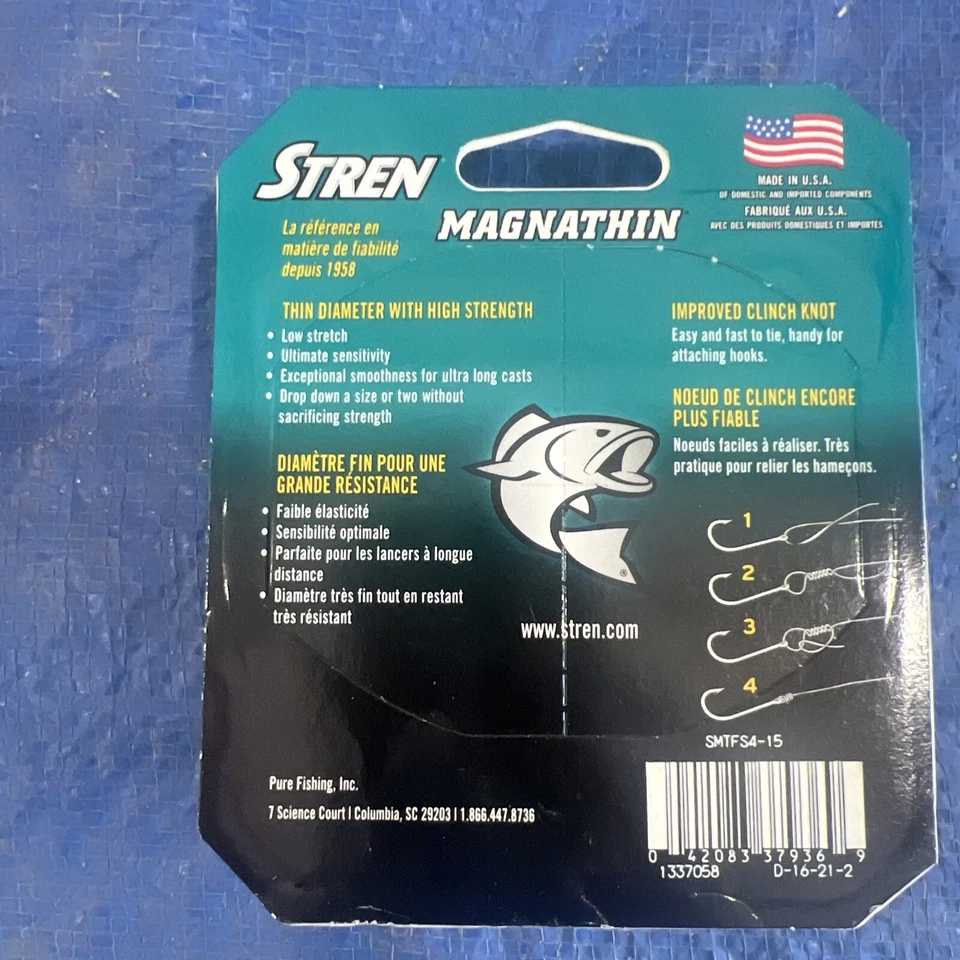 STREN
MAGNATHIN
La référence en
matière de fiabilité
depuis 1958
MADE IN U.S.A.
OF DOMESTIC AND IMPORTED COMPONENTS
FABRIQUÉ AUX U.S.A.
AVEC DES PRODUITS DOMESTIQUES ET IMPORTÉS
THIN DIAMETER WITH HIGH STRENGTH
• Low stretch
• Ultimate sensitivity
• Exceptional smoothness for ultra long casts
• Drop down a size or two without
sacrificing strength
DIAMÈTRE FIN POUR UNE
GRANDE RÉSISTANCE
• Faible élasticité
• Sensibilité optimale
• Parfaite pour les lancers à longue
distance
• Diamètre très fin tout en restant
très résistant
IMPROVED CLINCH KNOT
Easy and fast to tie, handy for
attaching hooks.
NOEUD DE CLINCH ENCORE
PLUS FIABLE
Noeuds faciles à réaliser. Très
pratique pour relier les hameçons.
1
2
3
4
®
www.stren.com
SMTFS4-15
Pure Fishing, Inc.
7 Science Court | Columbia, SC 29203 | 1.866.447.8736
0 42083 37936 9
1337058 D-16-21-2